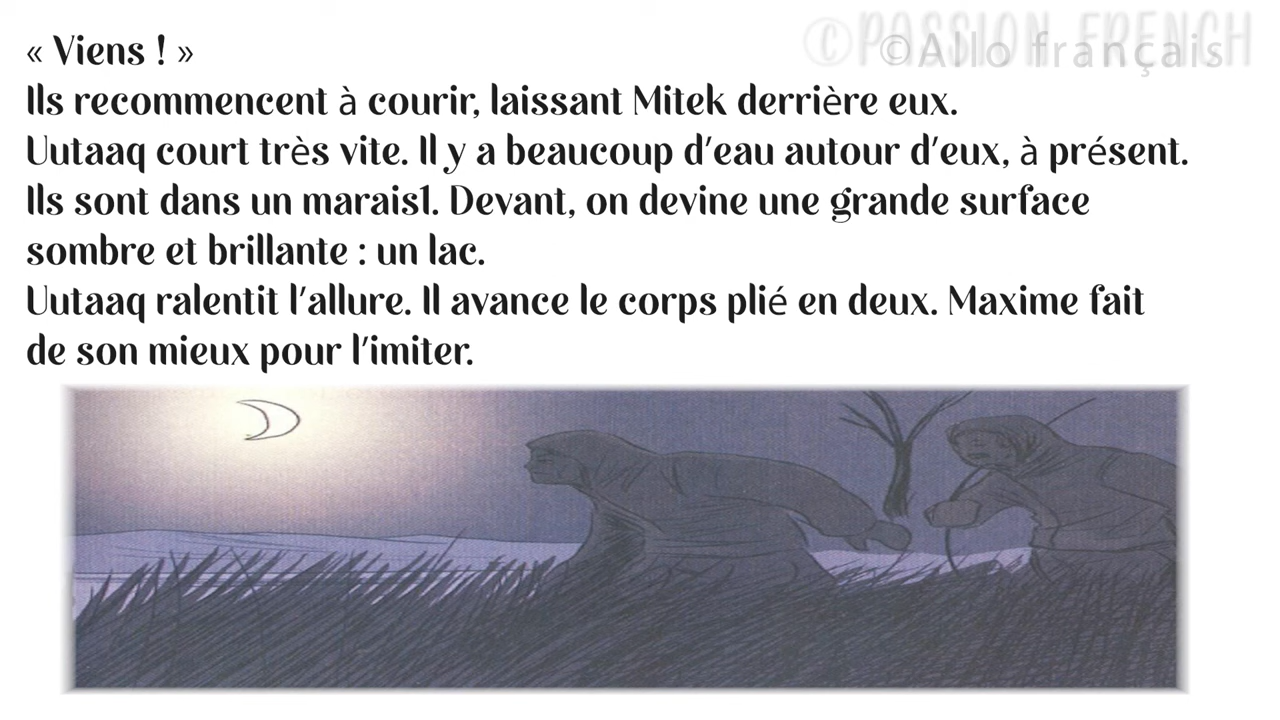 ©PASSION FRENCH
©Allo français
« Viens ! »
Ils recommencent à courir, laissant Mitek derrière eux.
Uutaaq court très vite. Il y a beaucoup d'eau autour d'eux, à présent.
Ils sont dans un marais1. Devant, on devine une grande surface
sombre et brillante : un lac.
Uutaaq ralentit l'allure. Il avance le corps plié en deux. Maxime fait
de son mieux pour l'imiter.